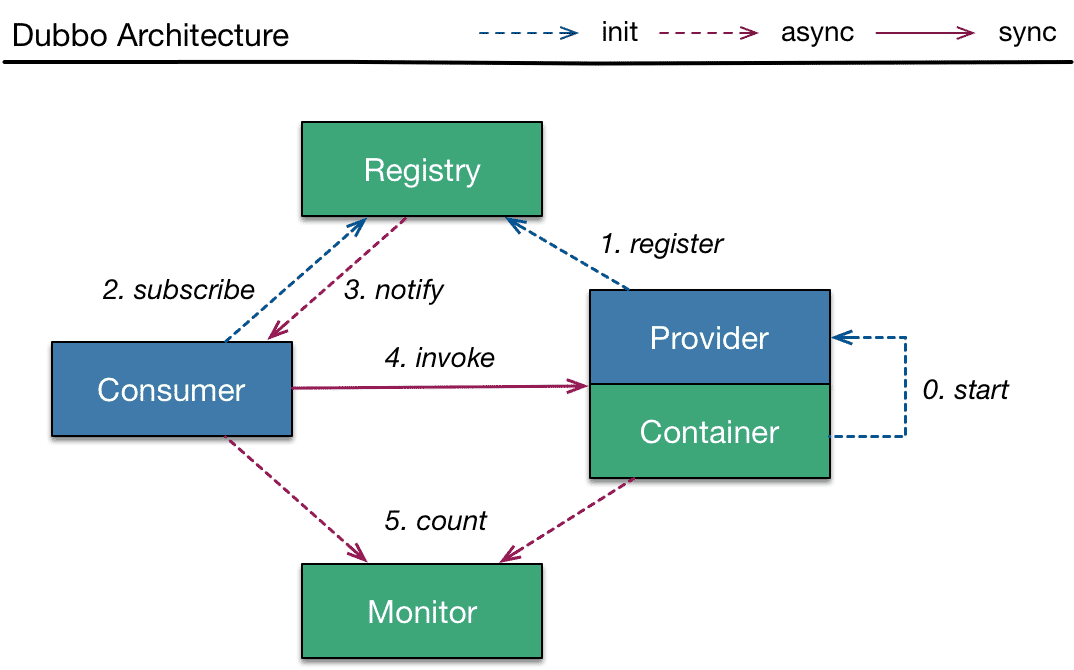 Dubbo Architecture
init
async
sync
Registry
1. register
2. subscribe
3. notify
Provider
4. invoke
Consumer
0. start
Container
5. count
Monitor